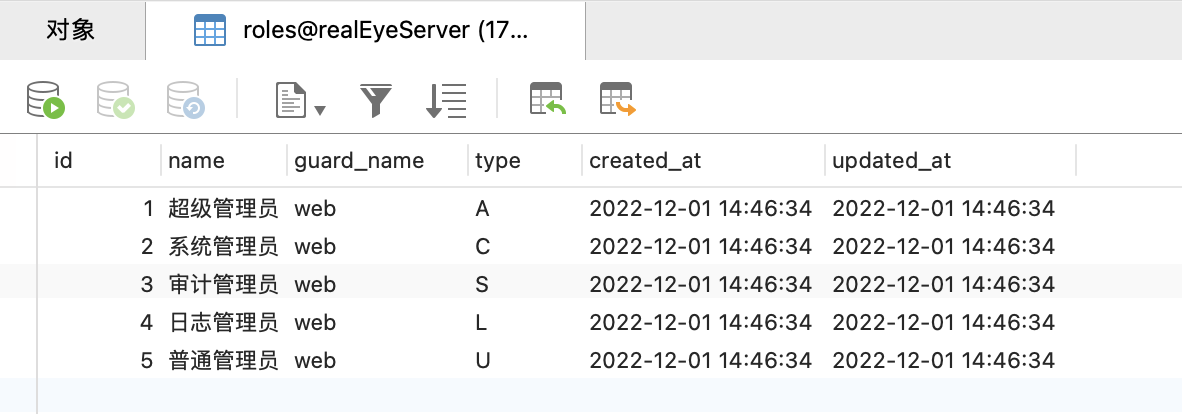 对象 roles@realEyeServer (17...
id name guard_name type created_at updated_at
1 超级管理员 web A 2022-12-01 14:46:34 2022-12-01 14:46:34
2 系统管理员 web C 2022-12-01 14:46:34 2022-12-01 14:46:34
3 审计管理员 web S 2022-12-01 14:46:34 2022-12-01 14:46:34
4 日志管理员 web L 2022-12-01 14:46:34 2022-12-01 14:46:34
5 普通管理员 web U 2022-12-01 14:46:34 2022-12-01 14:46:34